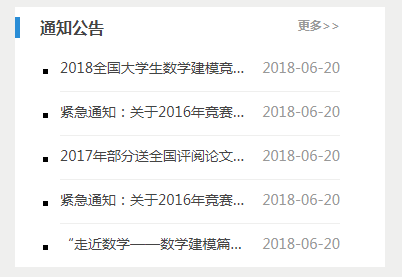 通知公告 更多>>
2018全国大学生数学建模竞... 2018-06-20
紧急通知：关于2016年竞赛... 2018-06-20
2017年部分送全国评阅论文... 2018-06-20
紧急通知：关于2016年竞赛... 2018-06-20
“走近数学——数学建模篇... 2018-06-20